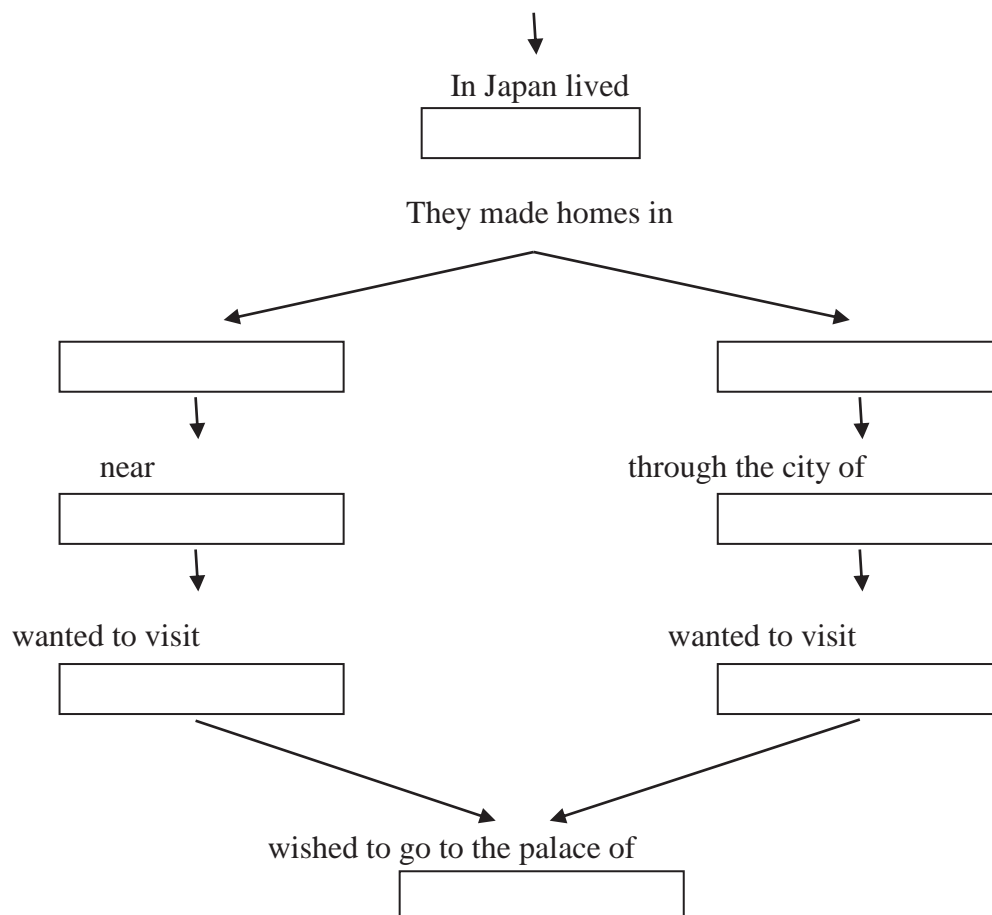 In Japan lived
They made homes in
near
through the city of
wanted to visit
wanted to visit
wished to go to the palace of